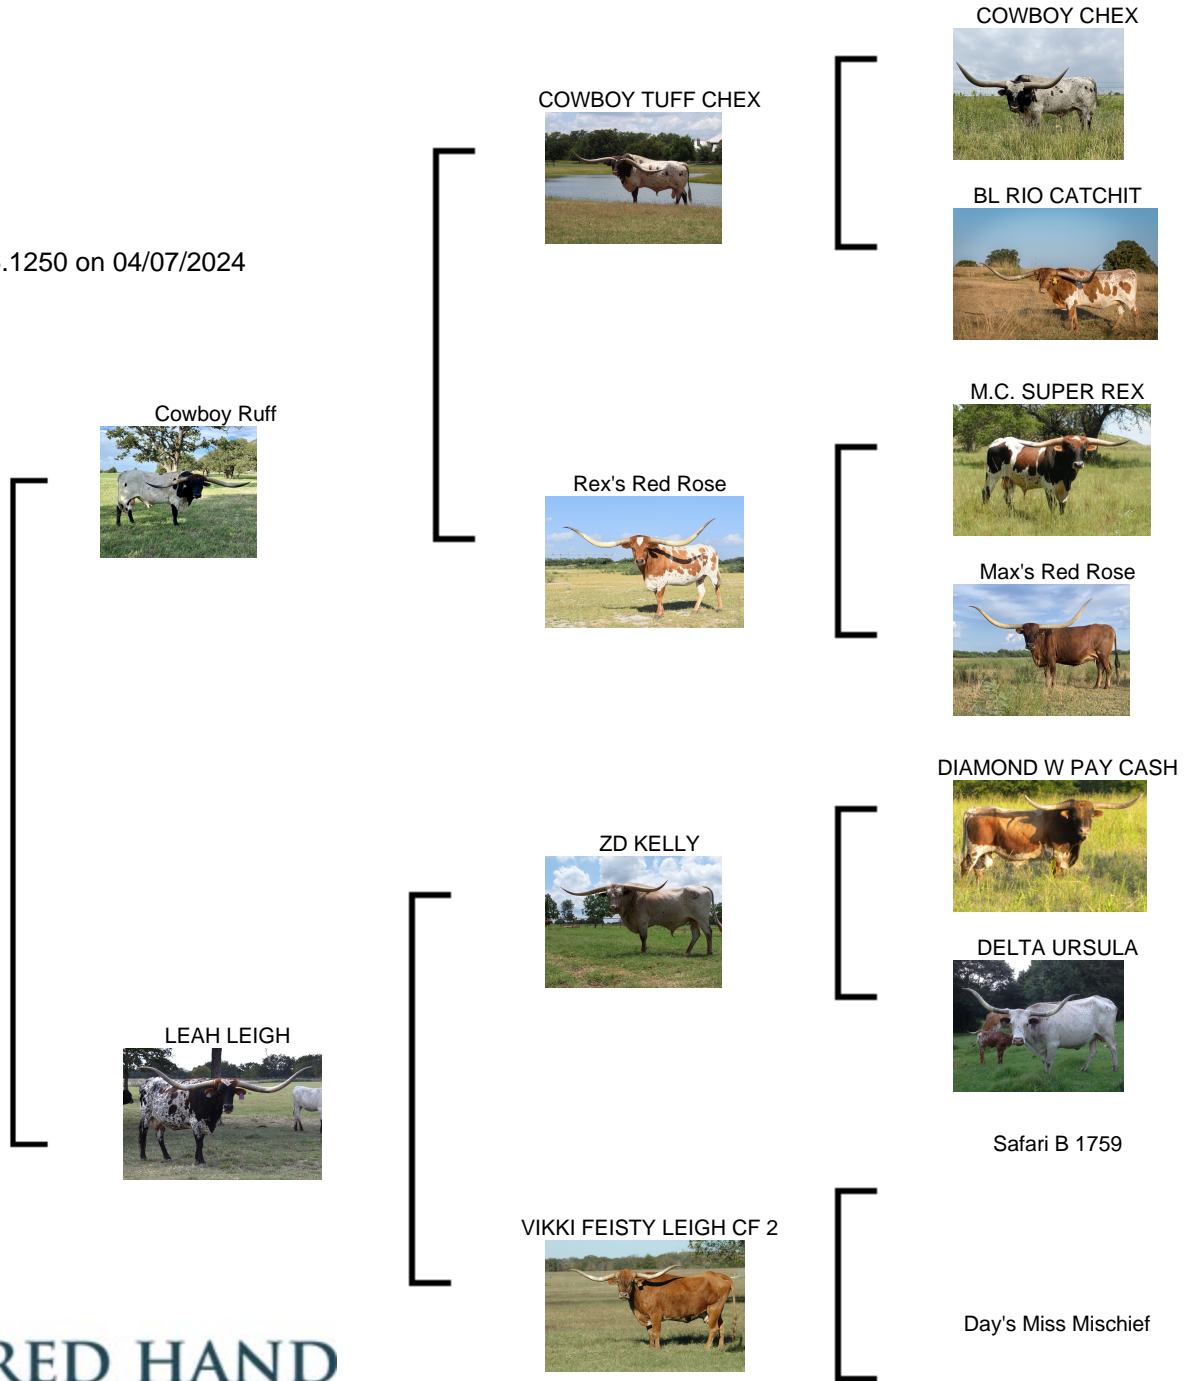 COWBOY CHEX
COWBOY TUFF CHEX
BL RIO CATCHIT
.1250 on 04/07/2024
M.C. SUPER REX
Cowboy Ruff
Rex's Red Rose
Max's Red Rose
DIAMOND W PAY CASH
ZD KELLY
DELTA URSULA
LEAH LEIGH
Safari B 1759
VIKKI FEISTY LEIGH CF 2
Day's Miss Mischief
RED HAND